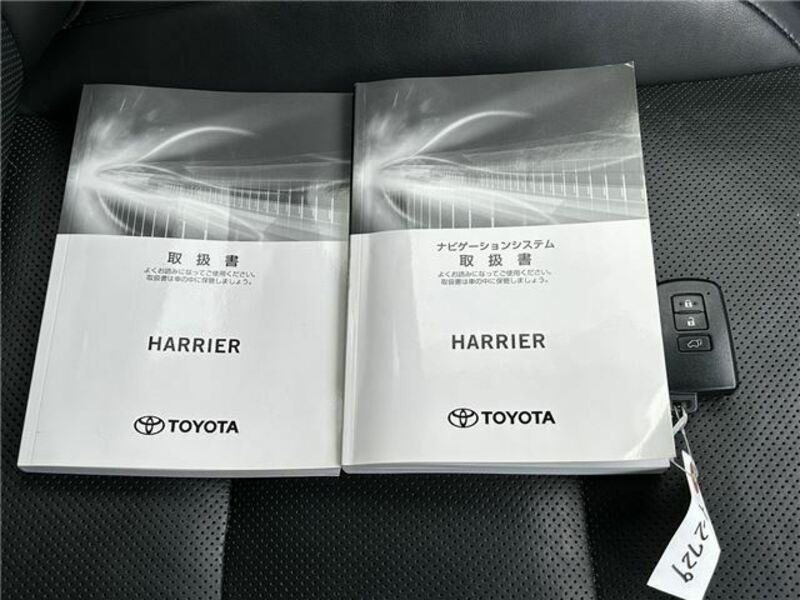 取扱書
よくお読みになってご使用ください。
取扱書は車の中に保管しましょう。
HARRIER
TOYOTA
ナビゲーションシステム
取扱書
よくお読みになってご使用ください。
取扱書は車の中に保管しましょう。
HARRIER
TOYOTA
-2729